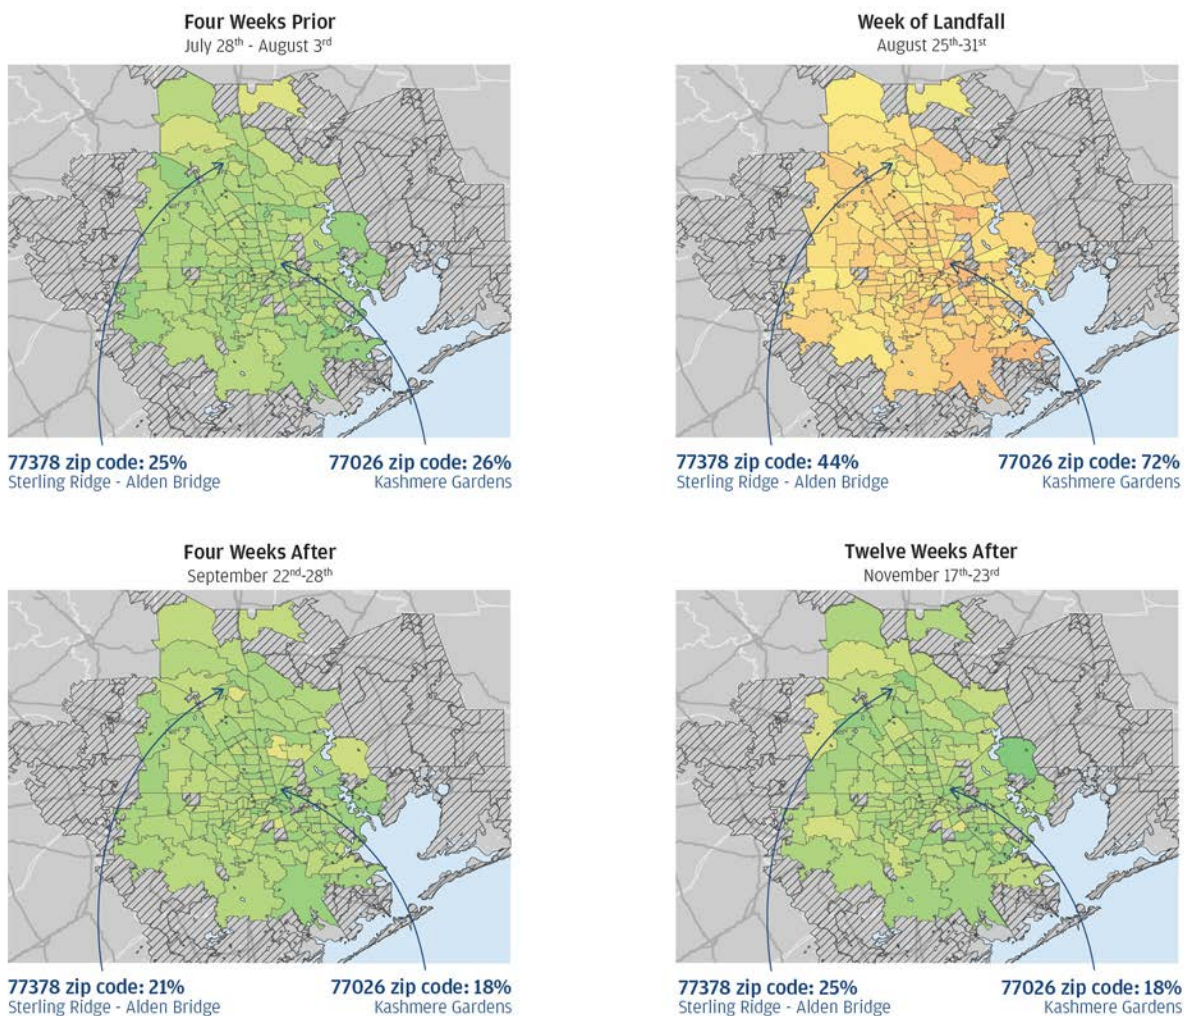 Four Weeks Prior
July 28th - August 3rd
Week of Landfall
August 25th-31st
77378 zip code: 25%
Sterling Ridge - Alden Bridge
77026 zip code: 26%
Kashmere Gardens
77378 zip code: 44%
Sterling Ridge - Alden Bridge
77026 zip code: 72%
Kashmere Gardens
Four Weeks After
September 22nd-28th
Twelve Weeks After
November 17th-23rd
77378 zip code: 21%
Sterling Ridge - Alden Bridge
77026 zip code: 18%
Kashmere Gardens
77378 zip code: 25%
Sterling Ridge - Alden Bridge
77026 zip code: 18%
Kashmere Gardens